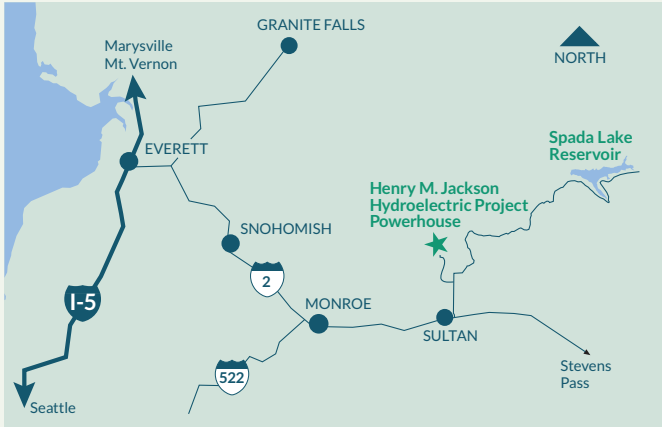 GRANITE FALLS
Marysville
Mt. Vernon
NORTH
EVERETT
Spada Lake
Reservoir
Henry M. Jackson
Hydroelectric Project
Powerhouse
SNOHOMISH
2
I-5
MONROE
SULTAN
522
Stevens
Pass
Seattle